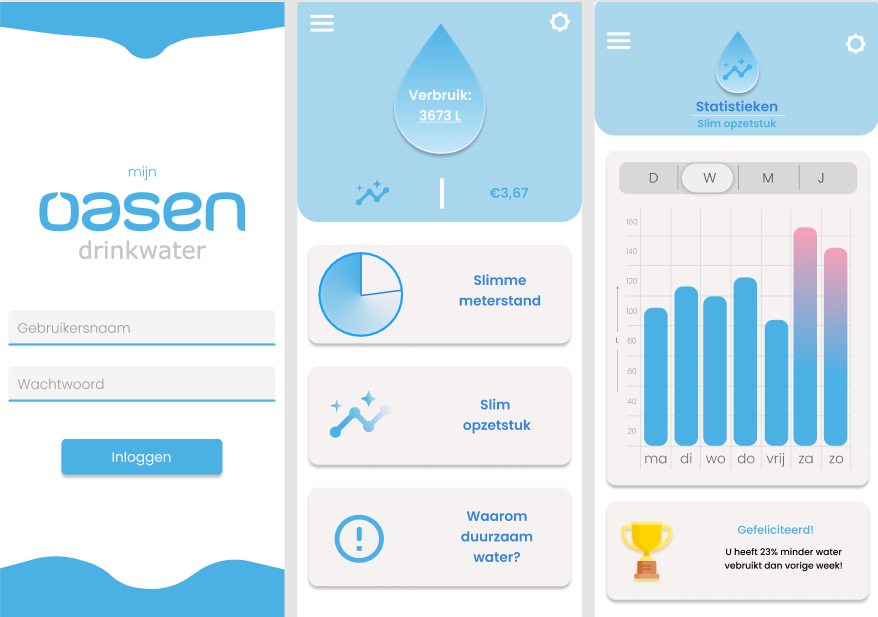 mijn
oasen
drinkwater
Gebruikersnaam
Wachtwoord
Inloggen
Verbruik:
3673 L
€3,67
Slimme
meterstand
Slim
opzetstuk
Waarom
duurzaam
water?
Statistieken
Slim opzetstuk
D W M J
160
140
120
100
80
60
40
20
L
ma di wo do vrij za zo
Gefeliciteerd!
U heeft 23% minder water
vebruikt dan vorige week!